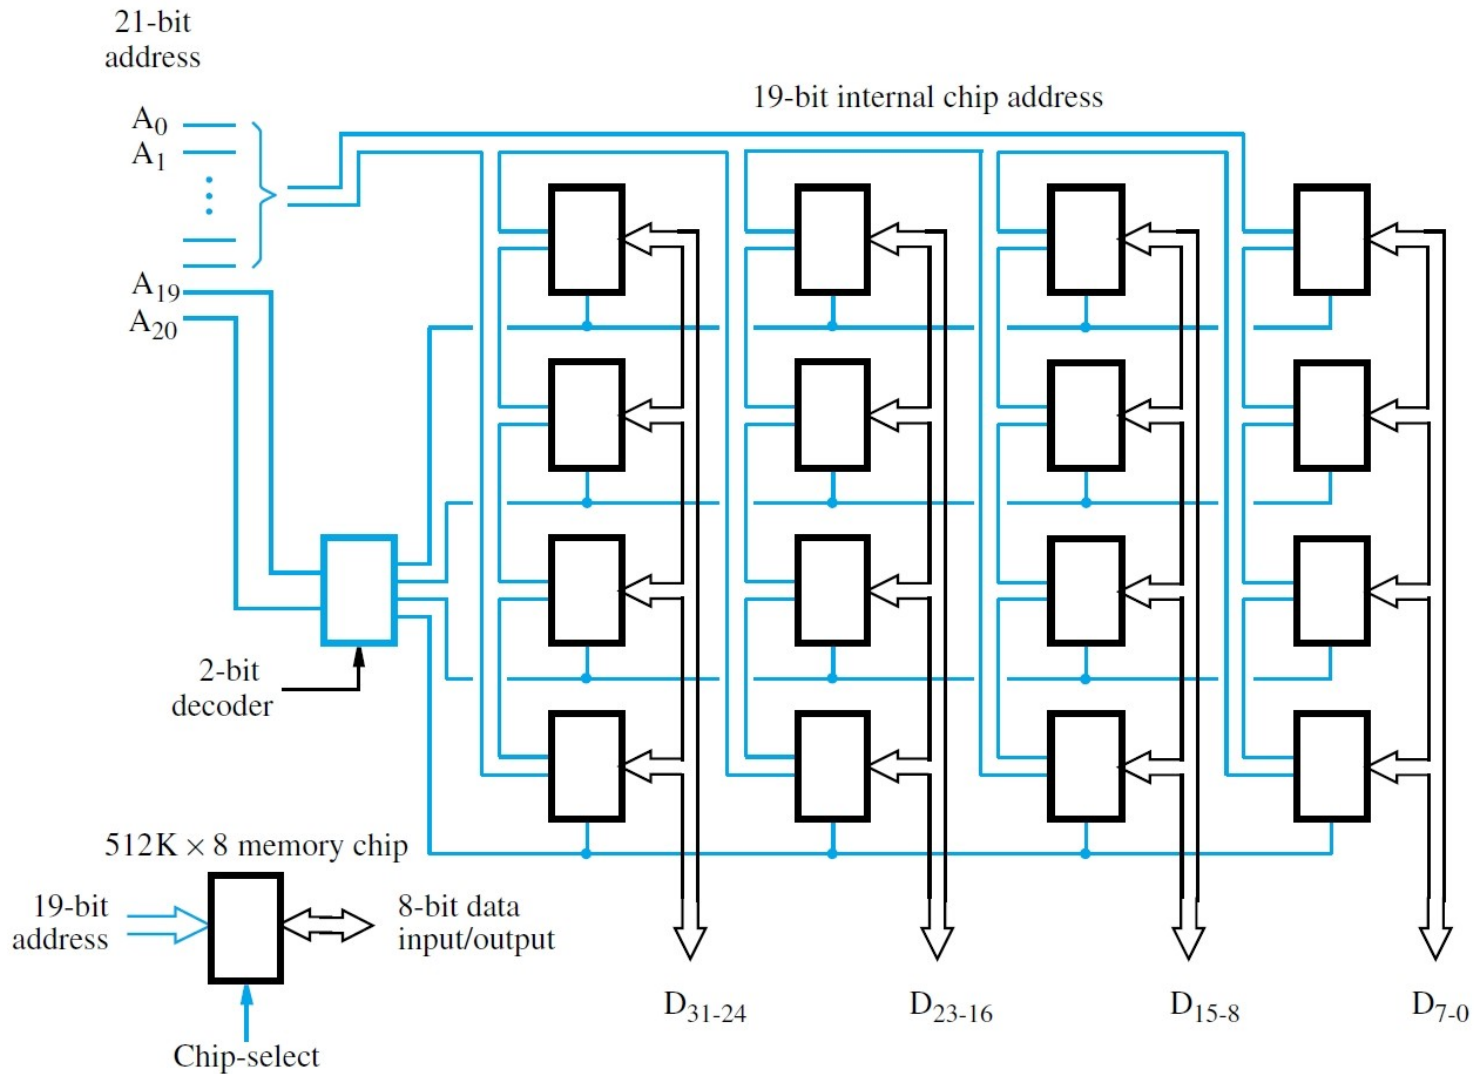 21-bit
address
19-bit internal chip address
A0
A1
A19
A20
2-bit
decoder
512K × 8 memory chip
19-bit
address
8-bit data
input/output
Chip-select
D31-24
D23-16
D15-8
D7-0